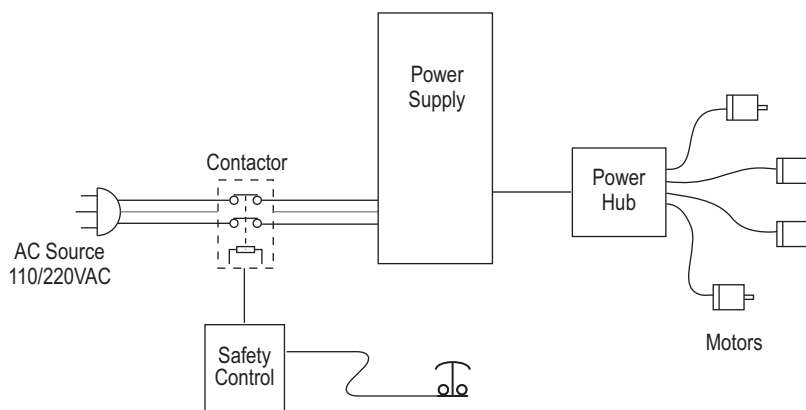 Power
Supply
Contactor
Power
Hub
AC Source
110/220VAC
Motors
Safety
Control